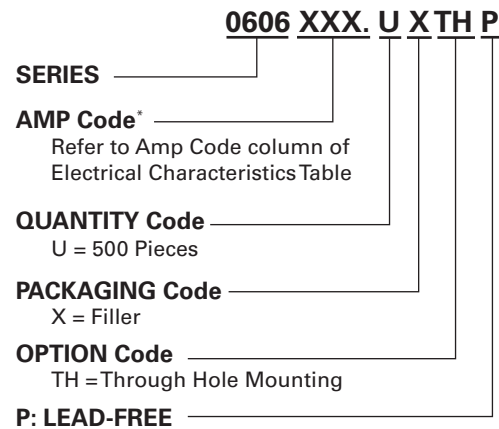 0606 XXX. U X TH P
SERIES
AMP Code*
Refer to Amp Code column of
Electrical Characteristics Table
QUANTITY Code
U = 500 Pieces
PACKAGING Code
X = Filler
OPTION Code
TH = Through Hole Mounting
P: LEAD-FREE